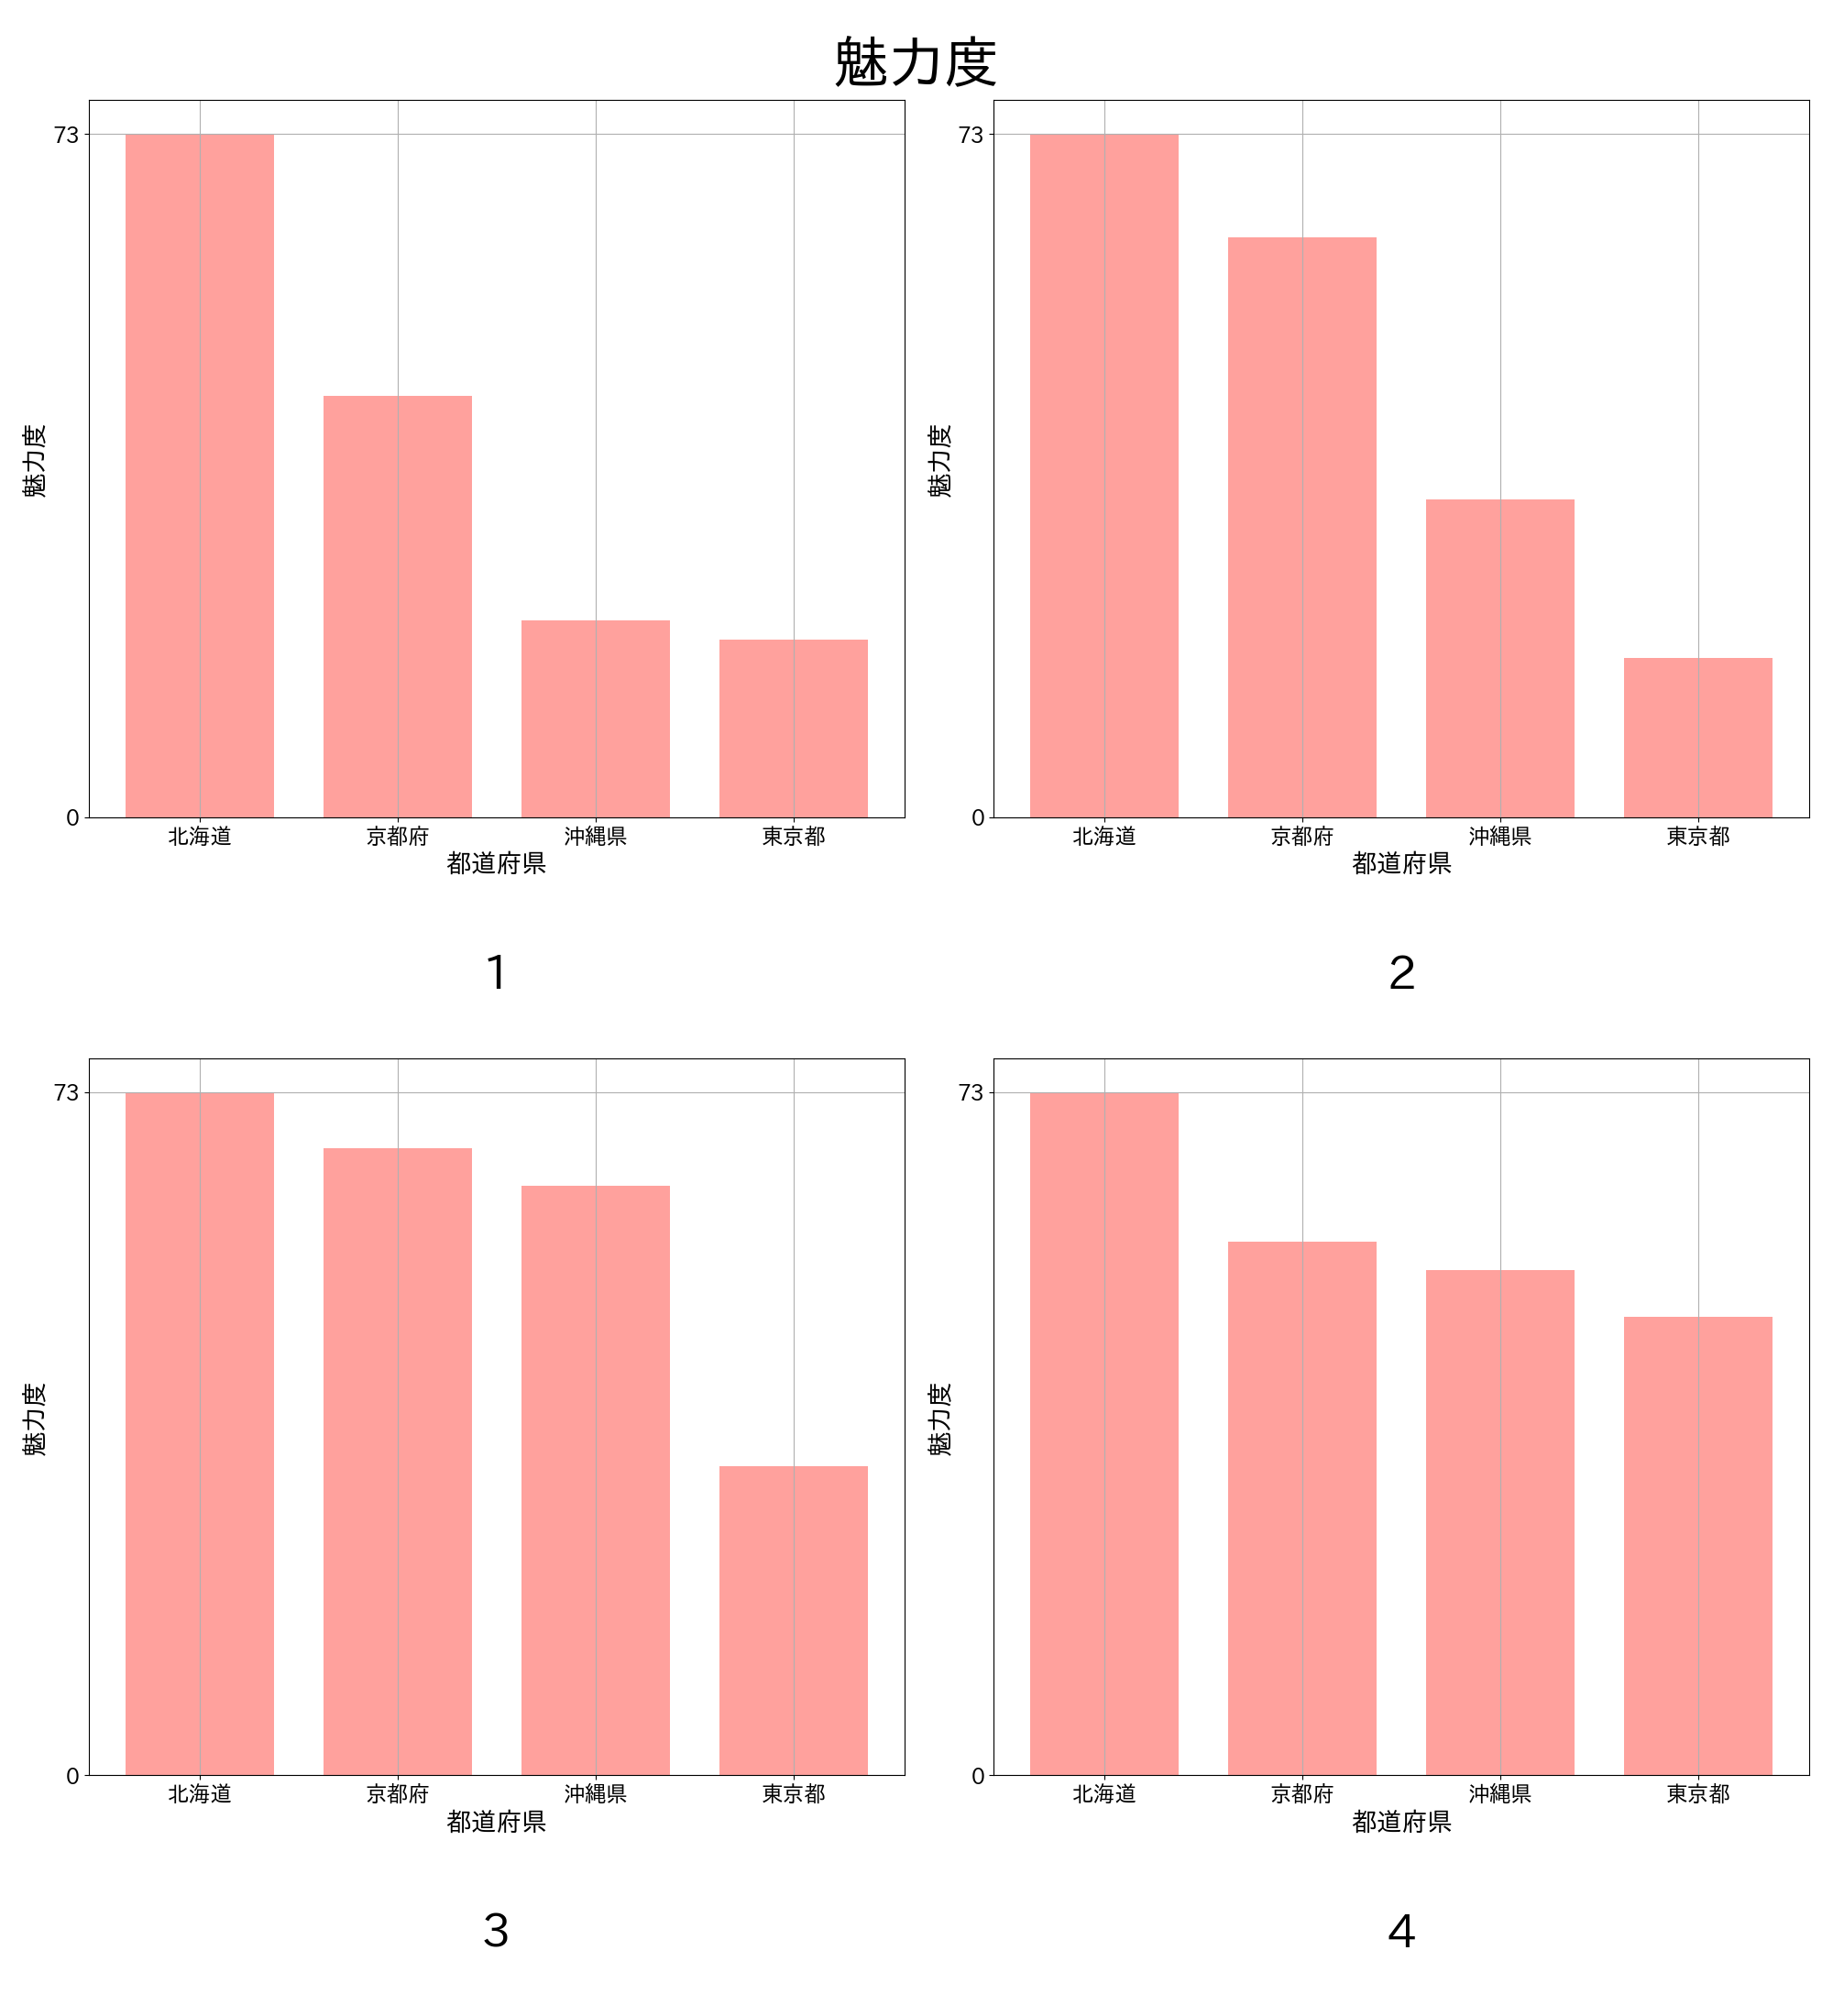 魅力度
73
0
魅力度
北海道 京都府 沖縄県 東京都
都道府県
1
73
0
魅力度
北海道 京都府 沖縄県 東京都
都道府県
2
73
0
魅力度
北海道 京都府 沖縄県 東京都
都道府県
3
73
0
魅力度
北海道 京都府 沖縄県 東京都
都道府県
4